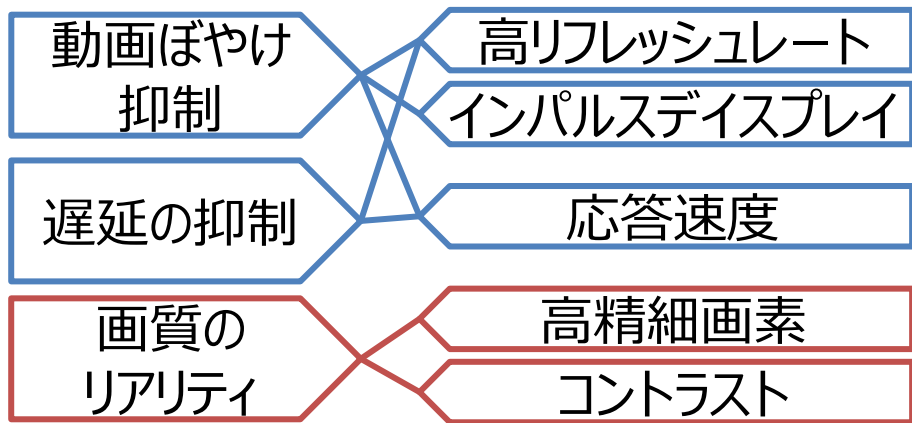 動画ぼやけ
抑制
遅延の抑制
画質の
リアリティ
高リフレッシュレート
インパルスデイスプレイ
応答速度
高精細画素
コントラスト